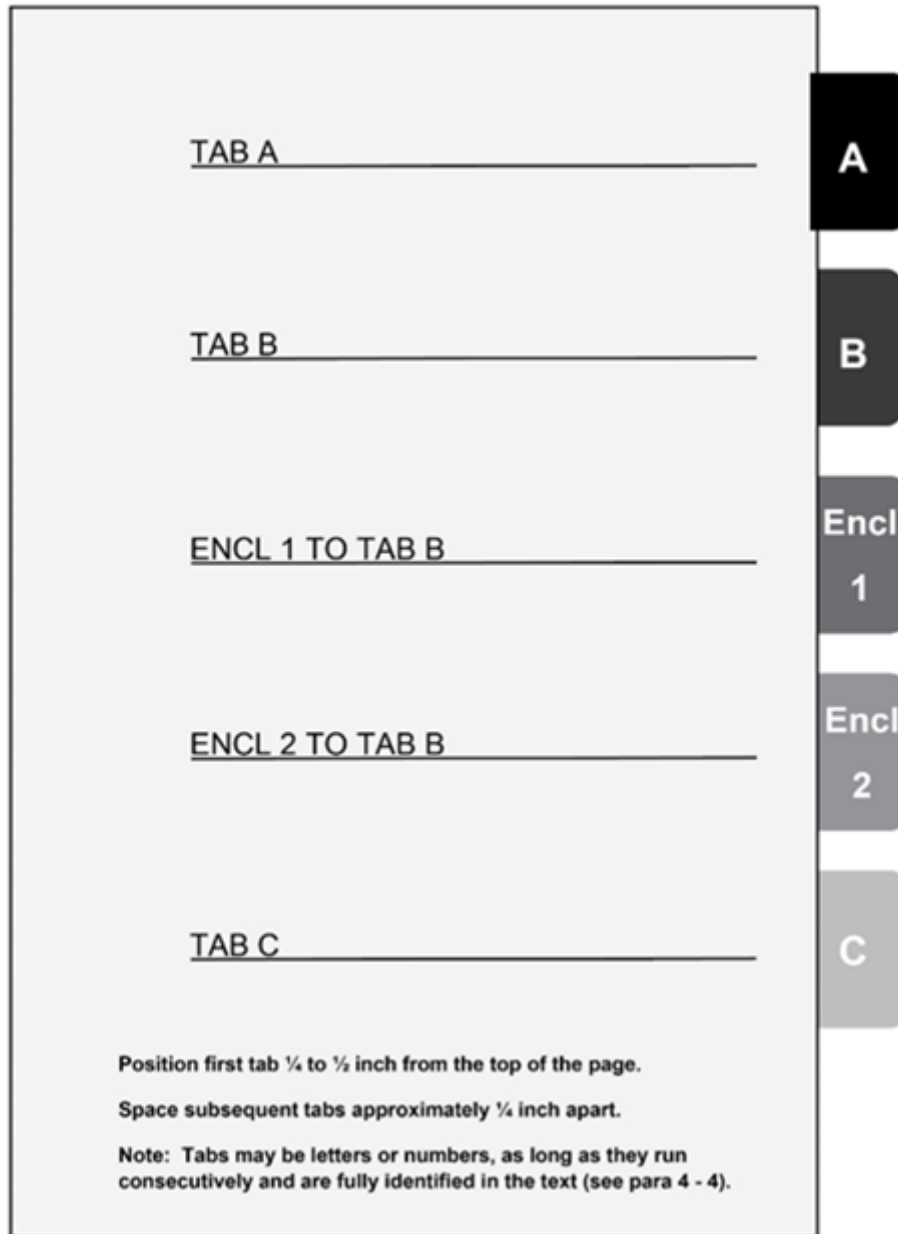 TAB A
A
TAB B
B
ENCL 1 TO TAB B
Encl
1
ENCL 2 TO TAB B
Encl
2
TAB C
C
Position first tab ¼ to ½ inch from the top of the page.
Space subsequent tabs approximately ¼ inch apart.
Note: Tabs may be letters or numbers, as long as they run
consecutively and are fully identified in the text (see para 4 - 4).